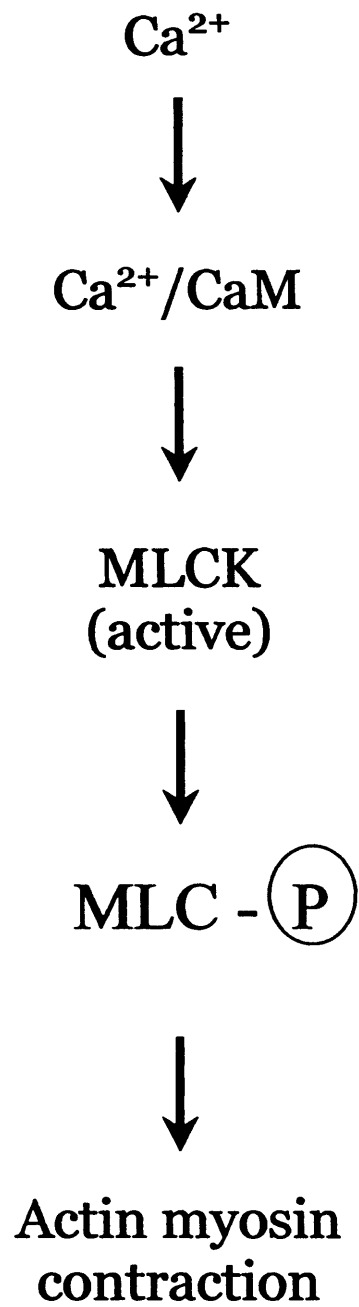 Ca²⁺
Ca²⁺/CaM
MLCK
(active)
MLC - P
Actin myosin
contraction